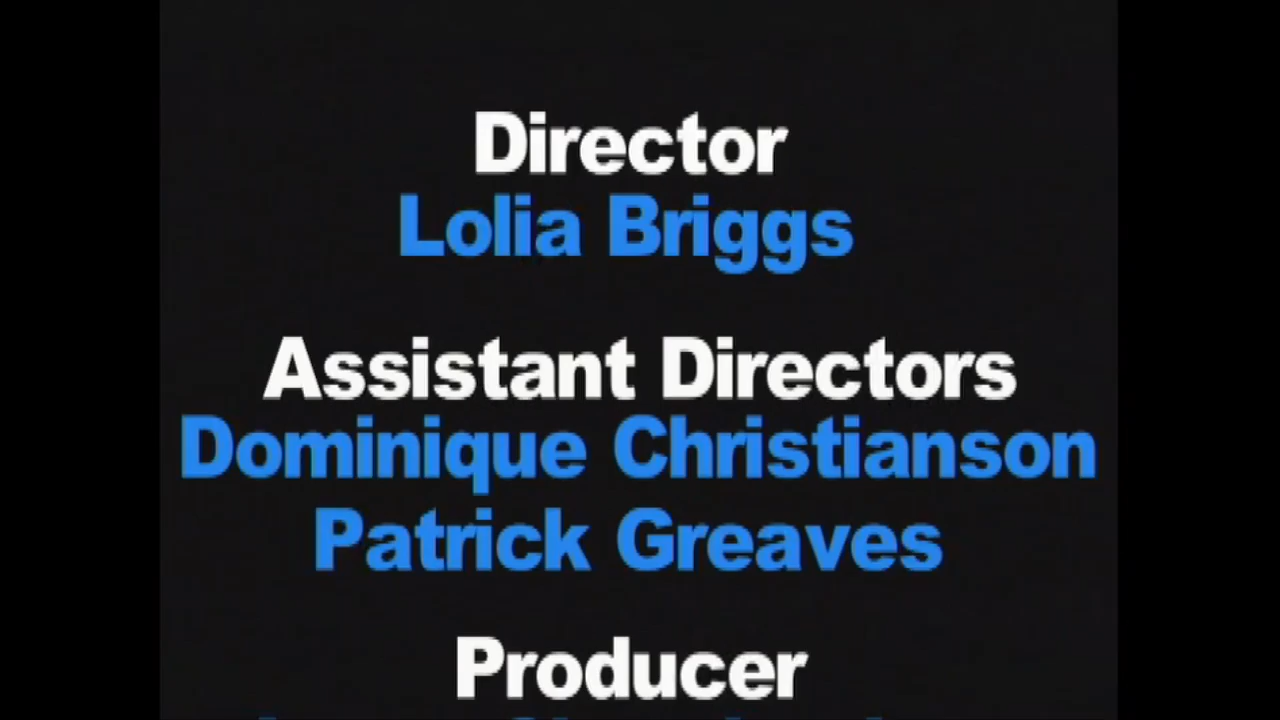 Director
Lolia Briggs
Assistant Directors
Dominique Christianson
Patrick Greaves
Producer